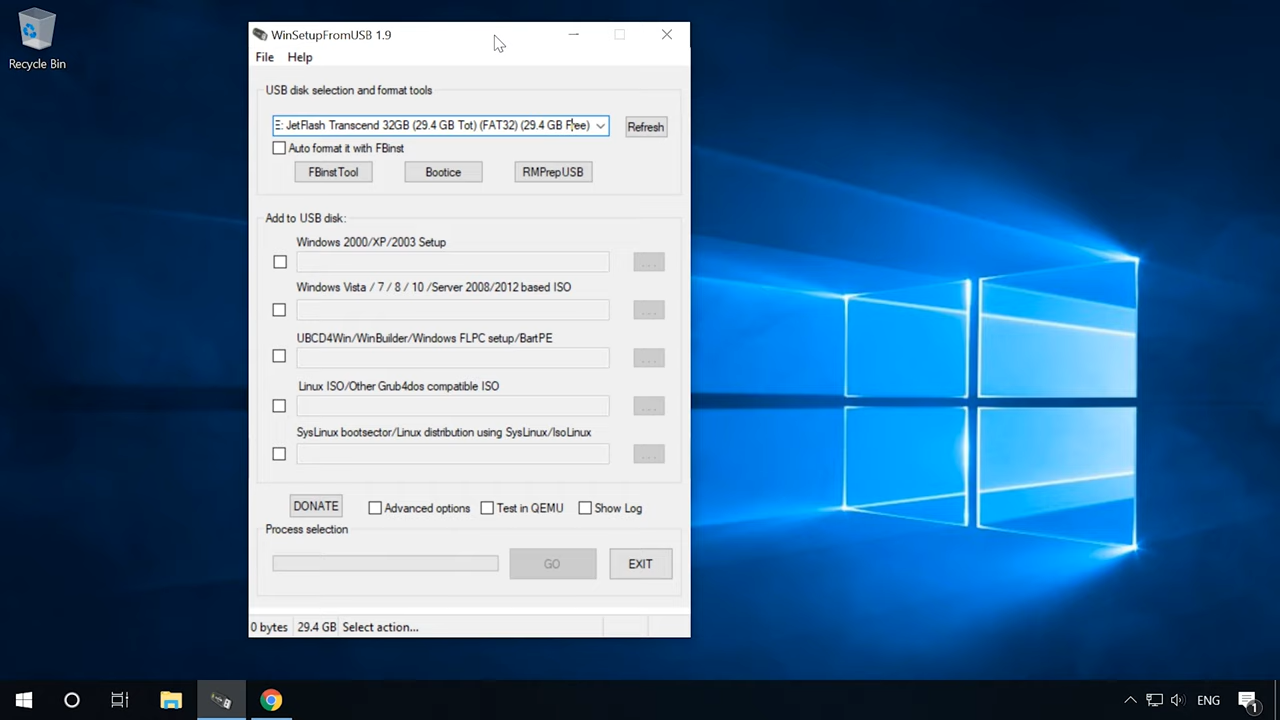 Recycle Bin
WinSetupFromUSB 1.9
File Help
USB disk selection and format tools
E: JetFlash Transcend 32GB (29.4 GB Tot) (FAT32) (29.4 GB Free)
Refresh
Auto format it with FBinst
FBinstTool
Bootice
RMPrepUSB
Add to USB disk:
Windows 2000/XP/2003 Setup
...
Windows Vista / 7 / 8 / 10 /Server 2008/2012 based ISO
...
UBCD4Win/WinBuilder/Windows FLPC setup/BartPE
...
Linux ISO/Other Grub4dos compatible ISO
...
SysLinux bootsector/Linux distribution using SysLinux/IsoLinux
...
DONATE
Advanced options
Test in QEMU
Show Log
Process selection
GO
EXIT
0 bytes 29.4 GB Select action...
ENG
1